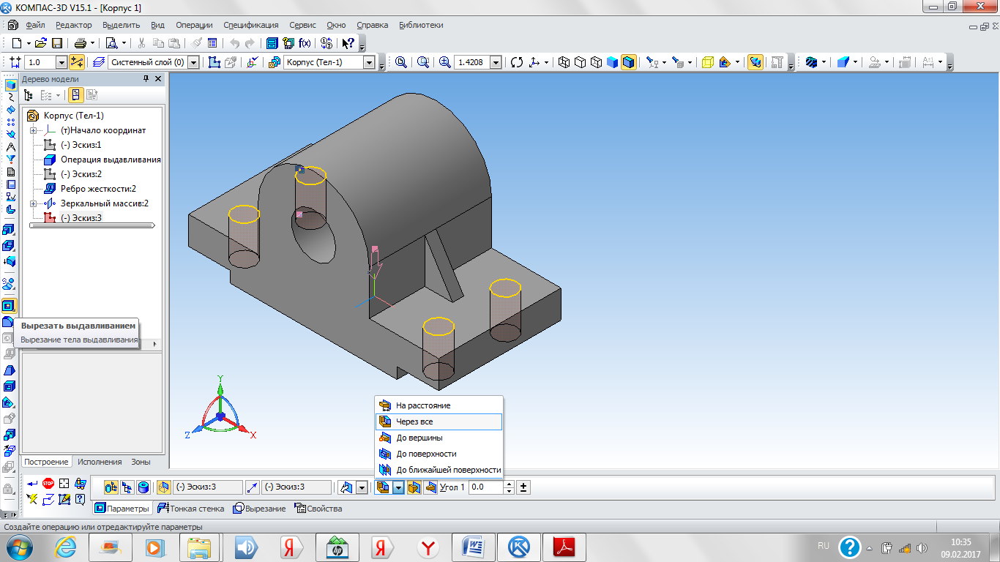 КОМПАС-3D V15.1 - [Корпус 1]
Файл Редактор Выделить Вид Операции Спецификация Сервис Окно Справка Библиотеки
f(x)
1.0 Системный слой (0) Корпус (Тел-1) 1.4208
Дерево модели
Корпус (Тел-1)
(т)Начало координат
(-) Эскиз:1
Операция выдавливания
(-) Эскиз:2
Ребро жесткости:2
Зеркальный массив:2
(-) Эскиз:3
Вырезать выдавливанием
Вырезание тела выдавливания
Y
Z
X
На расстояние
Через все
До вершины
До поверхности
До ближайшей поверхности
Построение Исполнения Зоны
STOP (-) Эскиз:3 (-) Эскиз:3 Угол 1 0.0
Параметры Тонкая стенка Вырезание Свойства
Создайте операцию или отредактируйте параметры
RU
10:35
09.02.2017